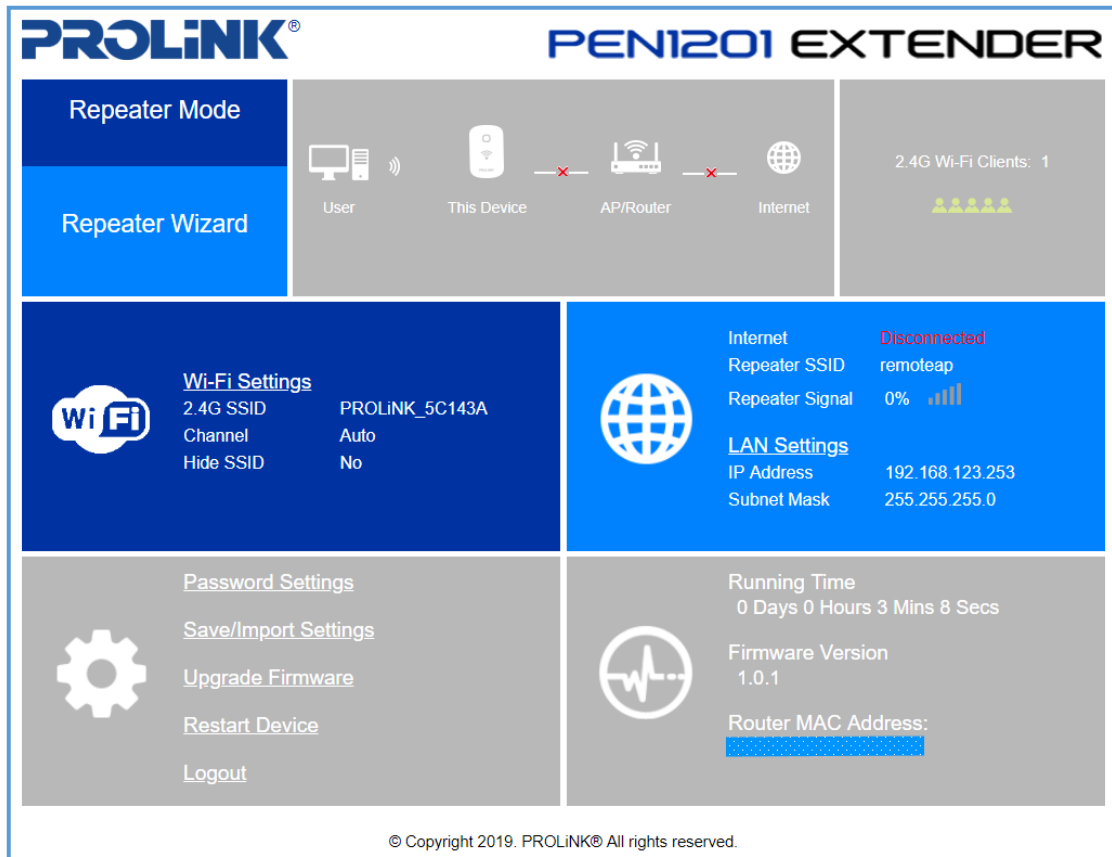 PROLiNK®
PEN1201 EXTENDER
Repeater Mode
Repeater Wizard
User
This Device
AP/Router
Internet
2.4G Wi-Fi Clients: 1
Wi-Fi Settings
2.4G SSID PROLiNK_5C143A
Channel Auto
Hide SSID No
WiFi
Internet Disconnected
Repeater SSID remoteap
Repeater Signal 0%
LAN Settings
IP Address 192.168.123.253
Subnet Mask 255.255.255.0
Password Settings
Save/Import Settings
Upgrade Firmware
Restart Device
Logout
Running Time
0 Days 0 Hours 3 Mins 8 Secs
Firmware Version
1.0.1
Router MAC Address:
© Copyright 2019. PROLiNK® All rights reserved.